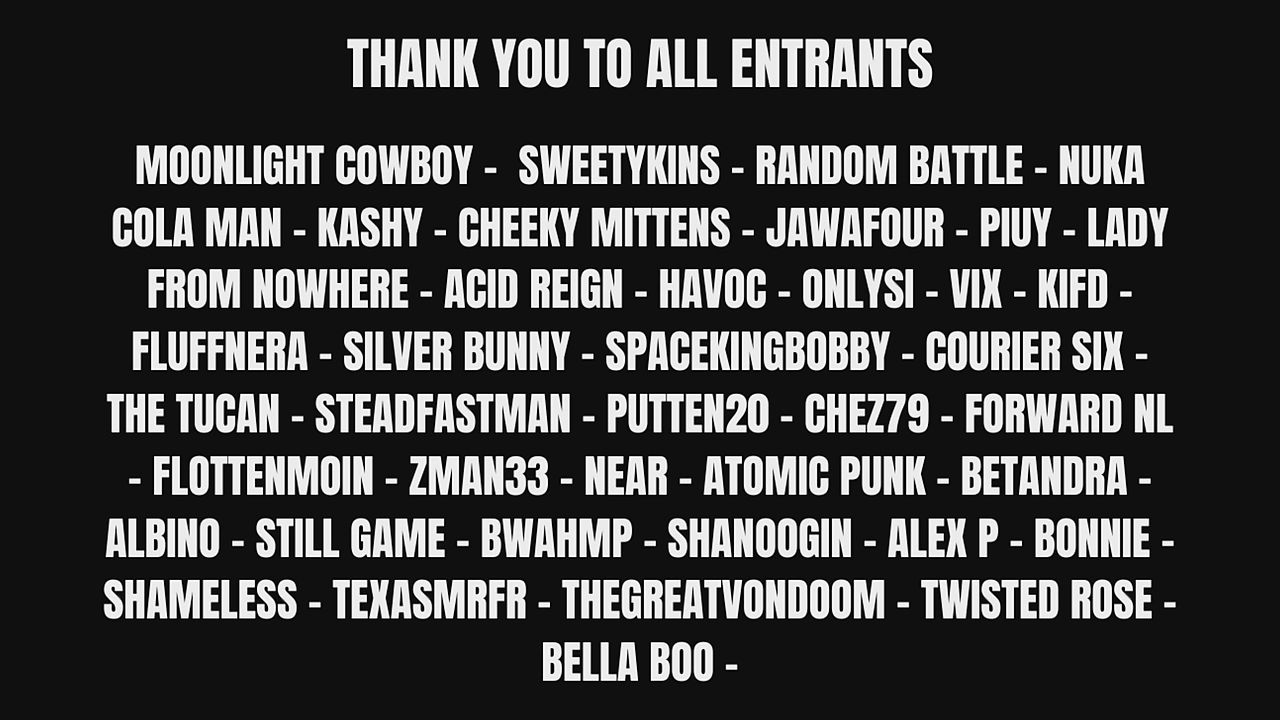 THANK YOU TO ALL ENTRANTS
MOONLIGHT COWBOY - SWEETYKINS - RANDOM BATTLE - NUKA
COLA MAN - KASHY - CHEEKY MITTENS - JAWAFOUR - PIUY - LADY
FROM NOWHERE - ACID REIGN - HAVOC - ONLYSI - VIX - KIFD -
FLUFFNERA - SILVER BUNNY - SPACEKINGBOBBY - COURIER SIX -
THE TUCAN - STEADFASTMAN - PUTTEN20 - CHEZ79 - FORWARD NL
- FLOTTENMOIN - ZMAN33 - NEAR - ATOMIC PUNK - BETANDRA -
ALBINO - STILL GAME - BWAHMP - SHANOOGIN - ALEX P - BONNIE -
SHAMELESS - TEXASMRFR - THEGREATVONDOOM - TWISTED ROSE -
BELLA BOO -